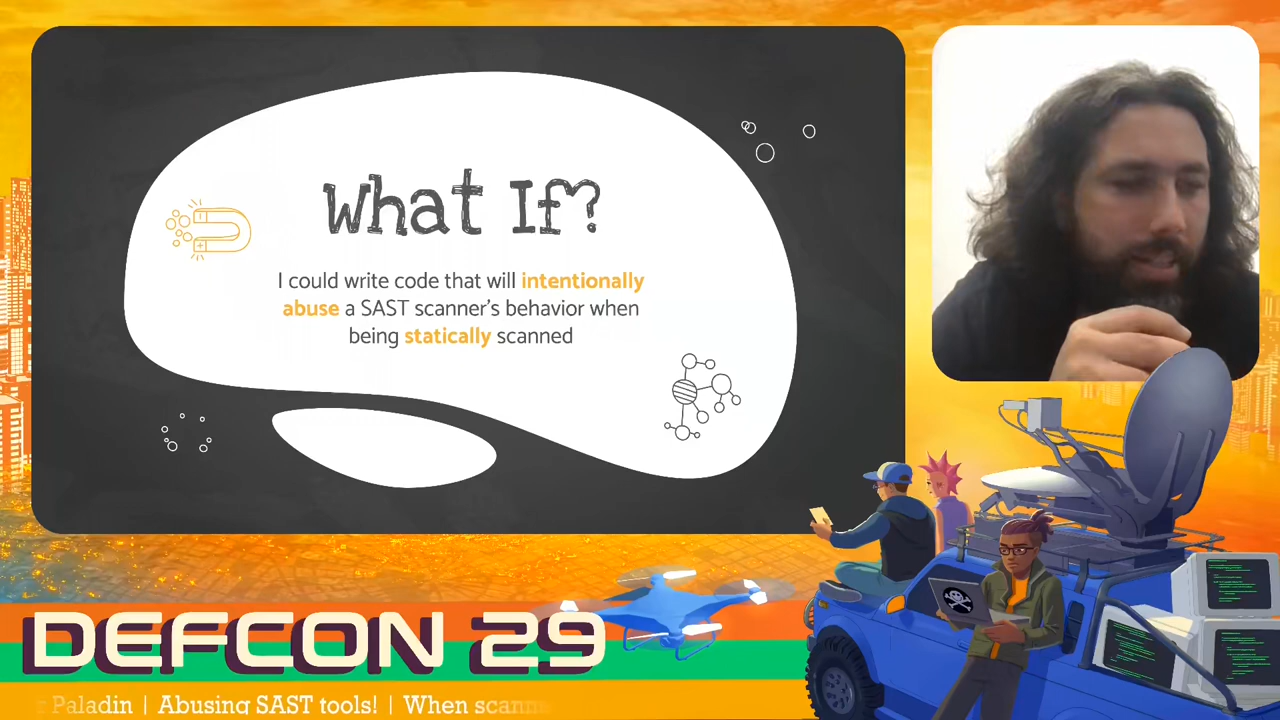 What If?
I could write code that will intentionally
abuse a SAST scanner's behavior when
being statically scanned
DEFCON 29
Paladin | Abusing SAST tools! | When scann